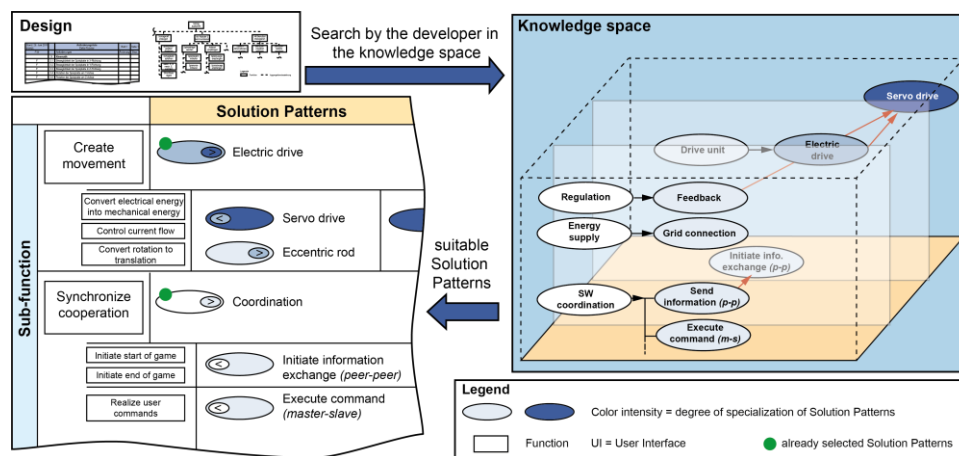 Design
Search by the developer in
the knowledge space
Knowledge space
Servo drive
Drive unit
Electric
drive
Regulation
Feedback
Energy
supply
Grid connection
Initiate info.
exchange (p-p)
SW
coordination
Send
information (p-p)
Execute
command (m-s)
Solution Patterns
Sub-function
Create
movement
Electric drive
Convert electrical energy
into mechanical energy
Control current flow
Convert rotation to
translation
<
Servo drive
>
Eccentric rod
>
Synchronize
cooperation
>
Coordination
Initiate start of game
Initiate end of game
<
Initiate information
exchange (peer-peer)
Realize user
commands
<
Execute command
(master-slave)
suitable
Solution
Patterns
Legend
Color intensity = degree of specialization of Solution Patterns
Function
UI = User Interface
already selected Solution Patterns